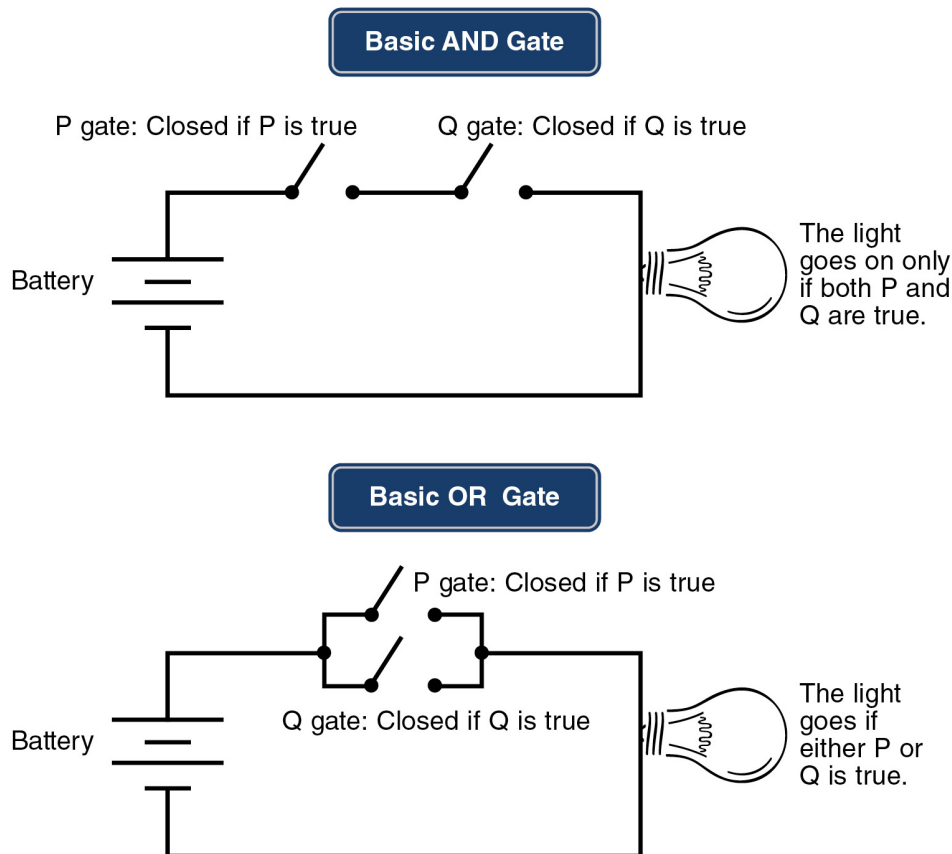 Basic AND Gate
P gate: Closed if P is true
Q gate: Closed if Q is true
Battery
The light
goes on only
if both P and
Q are true.
Basic OR Gate
P gate: Closed if P is true
Q gate: Closed if Q is true
Battery
The light
goes if
either P or
Q is true.